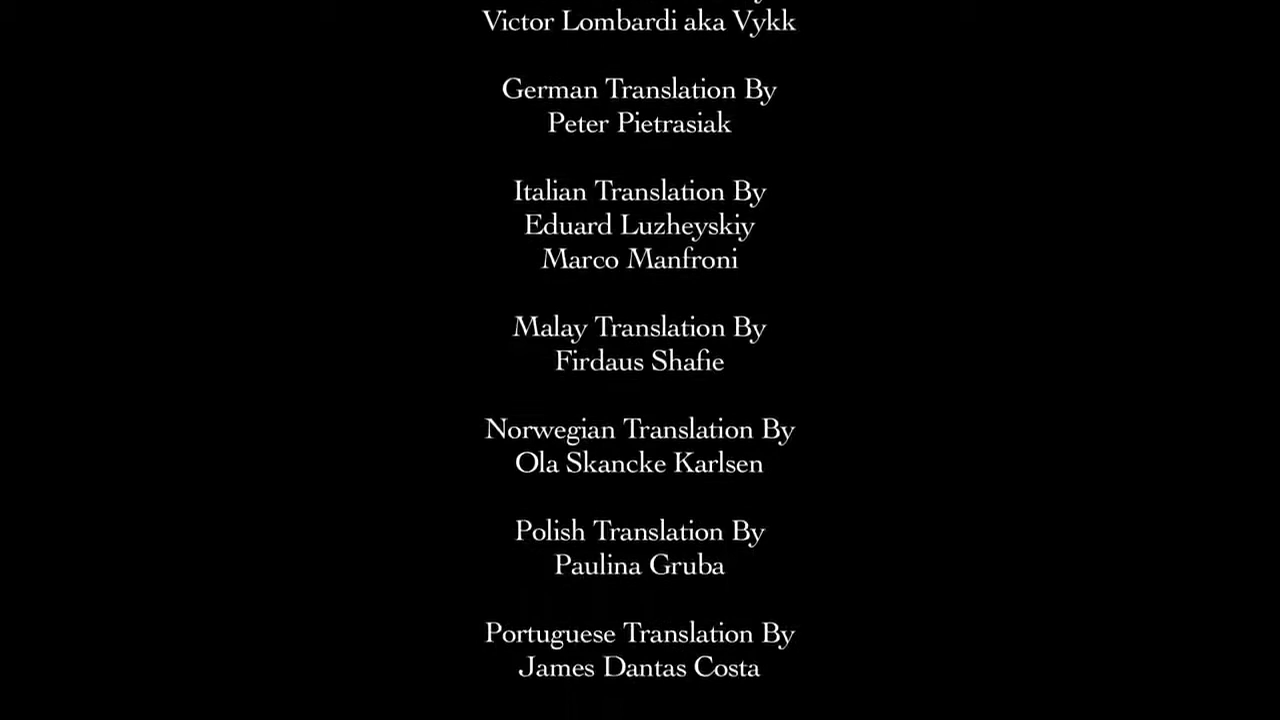 Victor Lombardi aka Vykk
German Translation By
Peter Pietrasiak
Italian Translation By
Eduard Luzheyskiy
Marco Manfroni
Malay Translation By
Firdaus Shafie
Norwegian Translation By
Ola Skancke Karlsen
Polish Translation By
Paulina Gruba
Portuguese Translation By
James Dantas Costa